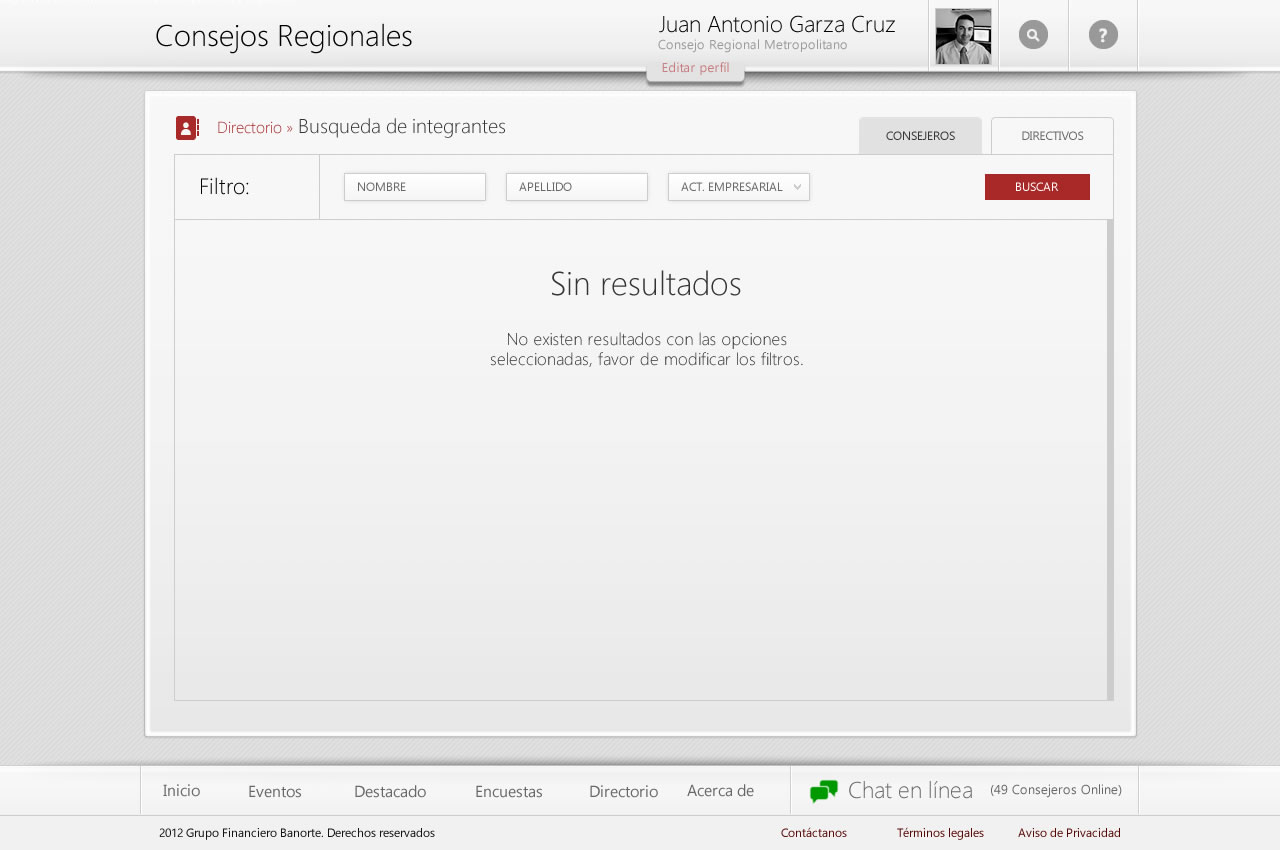 Consejos Regionales
Juan Antonio Garza Cruz
Consejo Regional Metropolitano
Editar perfil
?
Directorio » Busqueda de integrantes
CONSEJEROS
DIRECTIVOS
Filtro:
NOMBRE
APELLIDO
ACT. EMPRESARIAL
BUSCAR
Sin resultados
No existen resultados con las opciones
seleccionadas, favor de modificar los filtros.
Inicio
Eventos
Destacado
Encuestas
Directorio
Acerca de
Chat en línea
(49 Consejeros Online)
2012 Grupo Financiero Banorte. Derechos reservados
Contáctanos
Términos legales
Aviso de Privacidad